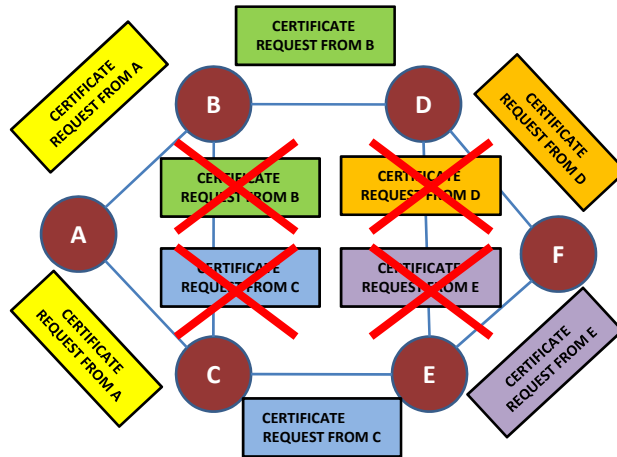 CERTIFICATE
REQUEST FROM B
CERTIFICATE
REQUEST FROM A
B
D
CERTIFICATE
REQUEST FROM D
CERTIFICATE
REQUEST FROM B
CERTIFICATE
REQUEST FROM D
A
F
CERTIFICATE
REQUEST FROM C
CERTIFICATE
REQUEST FROM E
CERTIFICATE
REQUEST FROM A
C
E
CERTIFICATE
REQUEST FROM E
CERTIFICATE
REQUEST FROM C